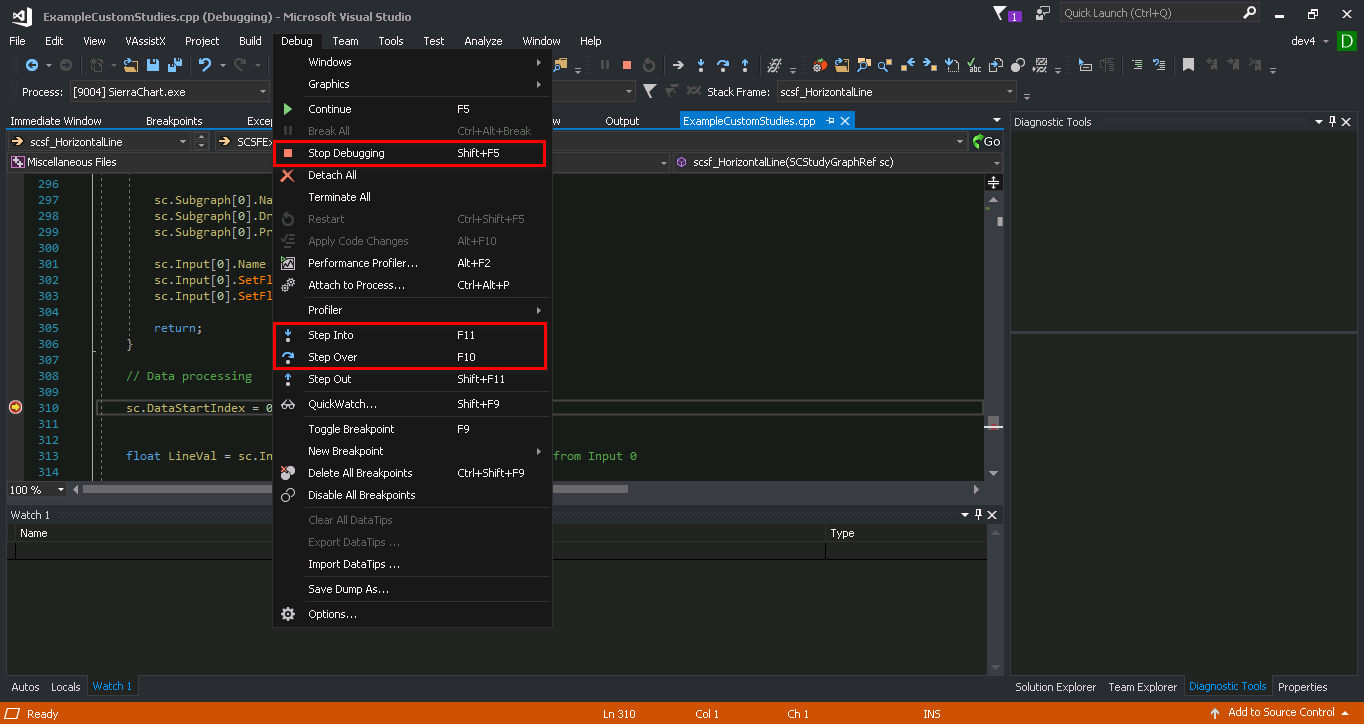 ExampleCustomStudies.cpp (Debugging) - Microsoft Visual Studio
1
Quick Launch (Ctrl+Q)
File Edit View VAssistX Project Build Debug Team Tools Test Analyze Window Help
dev4
D
Process: [9004] SierraChart.exe
Stack Frame: scsf_HorizontalLine
Immediate Window Breakpoints Output ExampleCustomStudies.cpp
Diagnostic Tools
scsf_HorizontalLine
Go
Miscellaneous Files
scsf_HorizontalLine(SCStudyGraphRef sc)
Windows
Graphics
Continue F5
Break All Ctrl+Alt+Break
Stop Debugging Shift+F5
Detach All
Terminate All
Restart Ctrl+Shift+F5
Apply Code Changes Alt+F10
Performance Profiler... Alt+F2
Attach to Process... Ctrl+Alt+P
Profiler
Step Into F11
Step Over F10
Step Out Shift+F11
QuickWatch... Shift+F9
Toggle Breakpoint F9
New Breakpoint
Delete All Breakpoints Ctrl+Shift+F9
Disable All Breakpoints
Clear All DataTips
Export DataTips ...
Import DataTips ...
Save Dump As...
Options...
296
297 sc.Subgraph[0].Na
298 sc.Subgraph[0].Dr
299 sc.Subgraph[0].Pr
300
301 sc.Input[0].Name
302 sc.Input[0].SetFl
303 sc.Input[0].SetFl
304
305 return;
306 }
307
308 // Data processing
309
310 sc.DataStartIndex = 0
311
312
313 float LineVal = sc.In from Input 0
314
100 %
Watch 1
Name Type
Autos Locals Watch 1
Solution Explorer Team Explorer Diagnostic Tools Properties
Ready Ln 310 Col 1 Ch 1 INS Add to Source Control